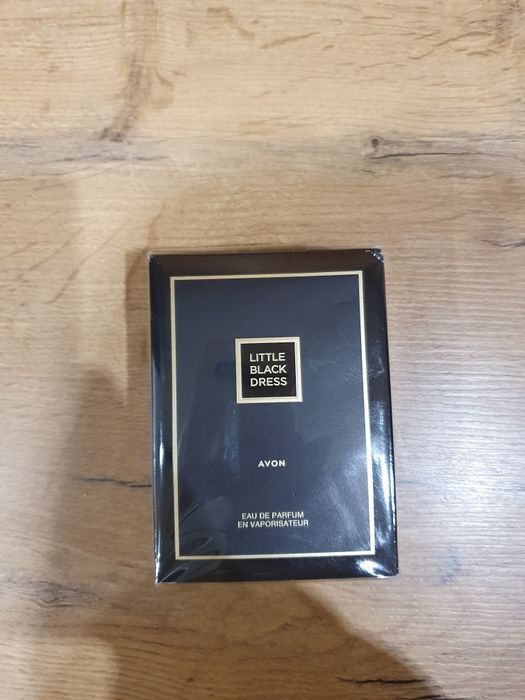 LITTLE
BLACK
DRESS
AVON
EAU DE PARFUM
EN VAPORISATEUR